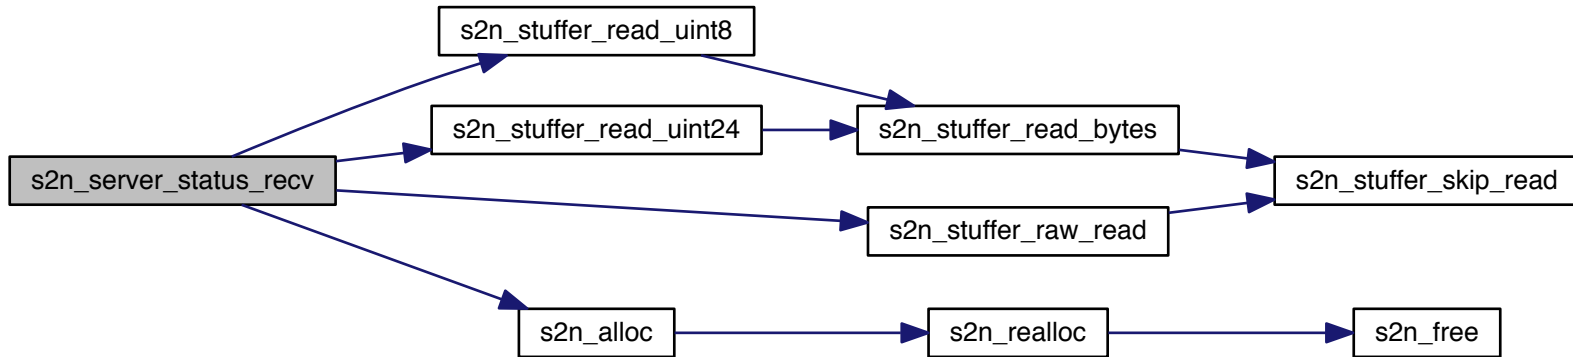 s2n_stuffer_read_uint8
s2n_stuffer_read_uint24
s2n_stuffer_read_bytes
s2n_server_status_recv
s2n_stuffer_skip_read
s2n_stuffer_raw_read
s2n_alloc
s2n_realloc
s2n_free